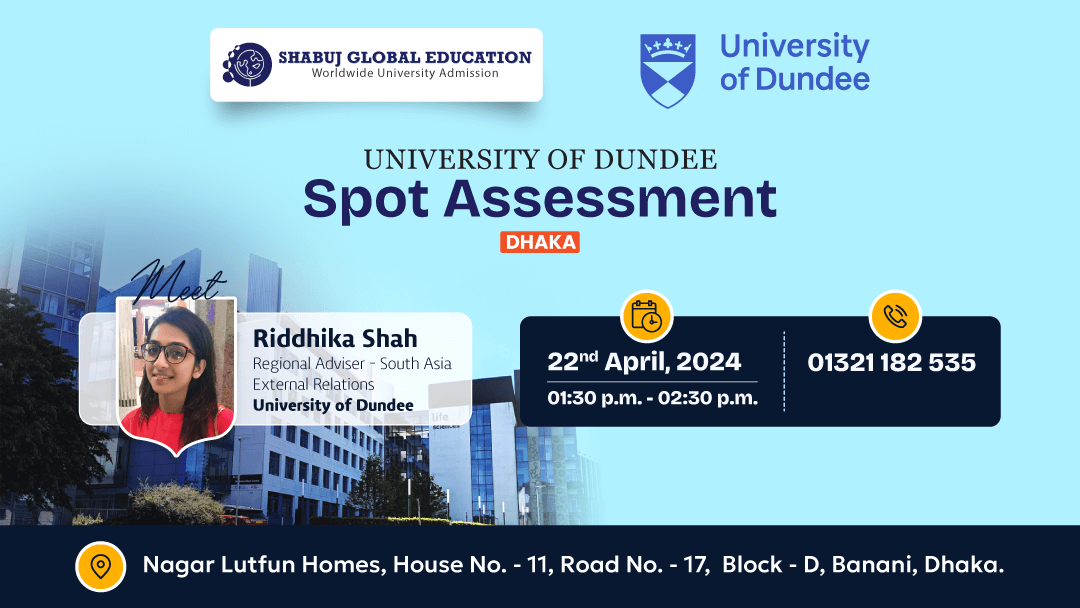 SHABUJ GLOBAL EDUCATION
Worldwide University Admission
University
of Dundee
UNIVERSITY OF DUNDEE
Spot Assessment
DHAKA
Meet
Riddhika Shah
Regional Adviser - South Asia
External Relations
University of Dundee
22nd April, 2024
01:30 p.m. - 02:30 p.m.
01321 182 535
life
sciences
Nagar Lutfun Homes, House No. - 11, Road No. - 17, Block - D, Banani, Dhaka.